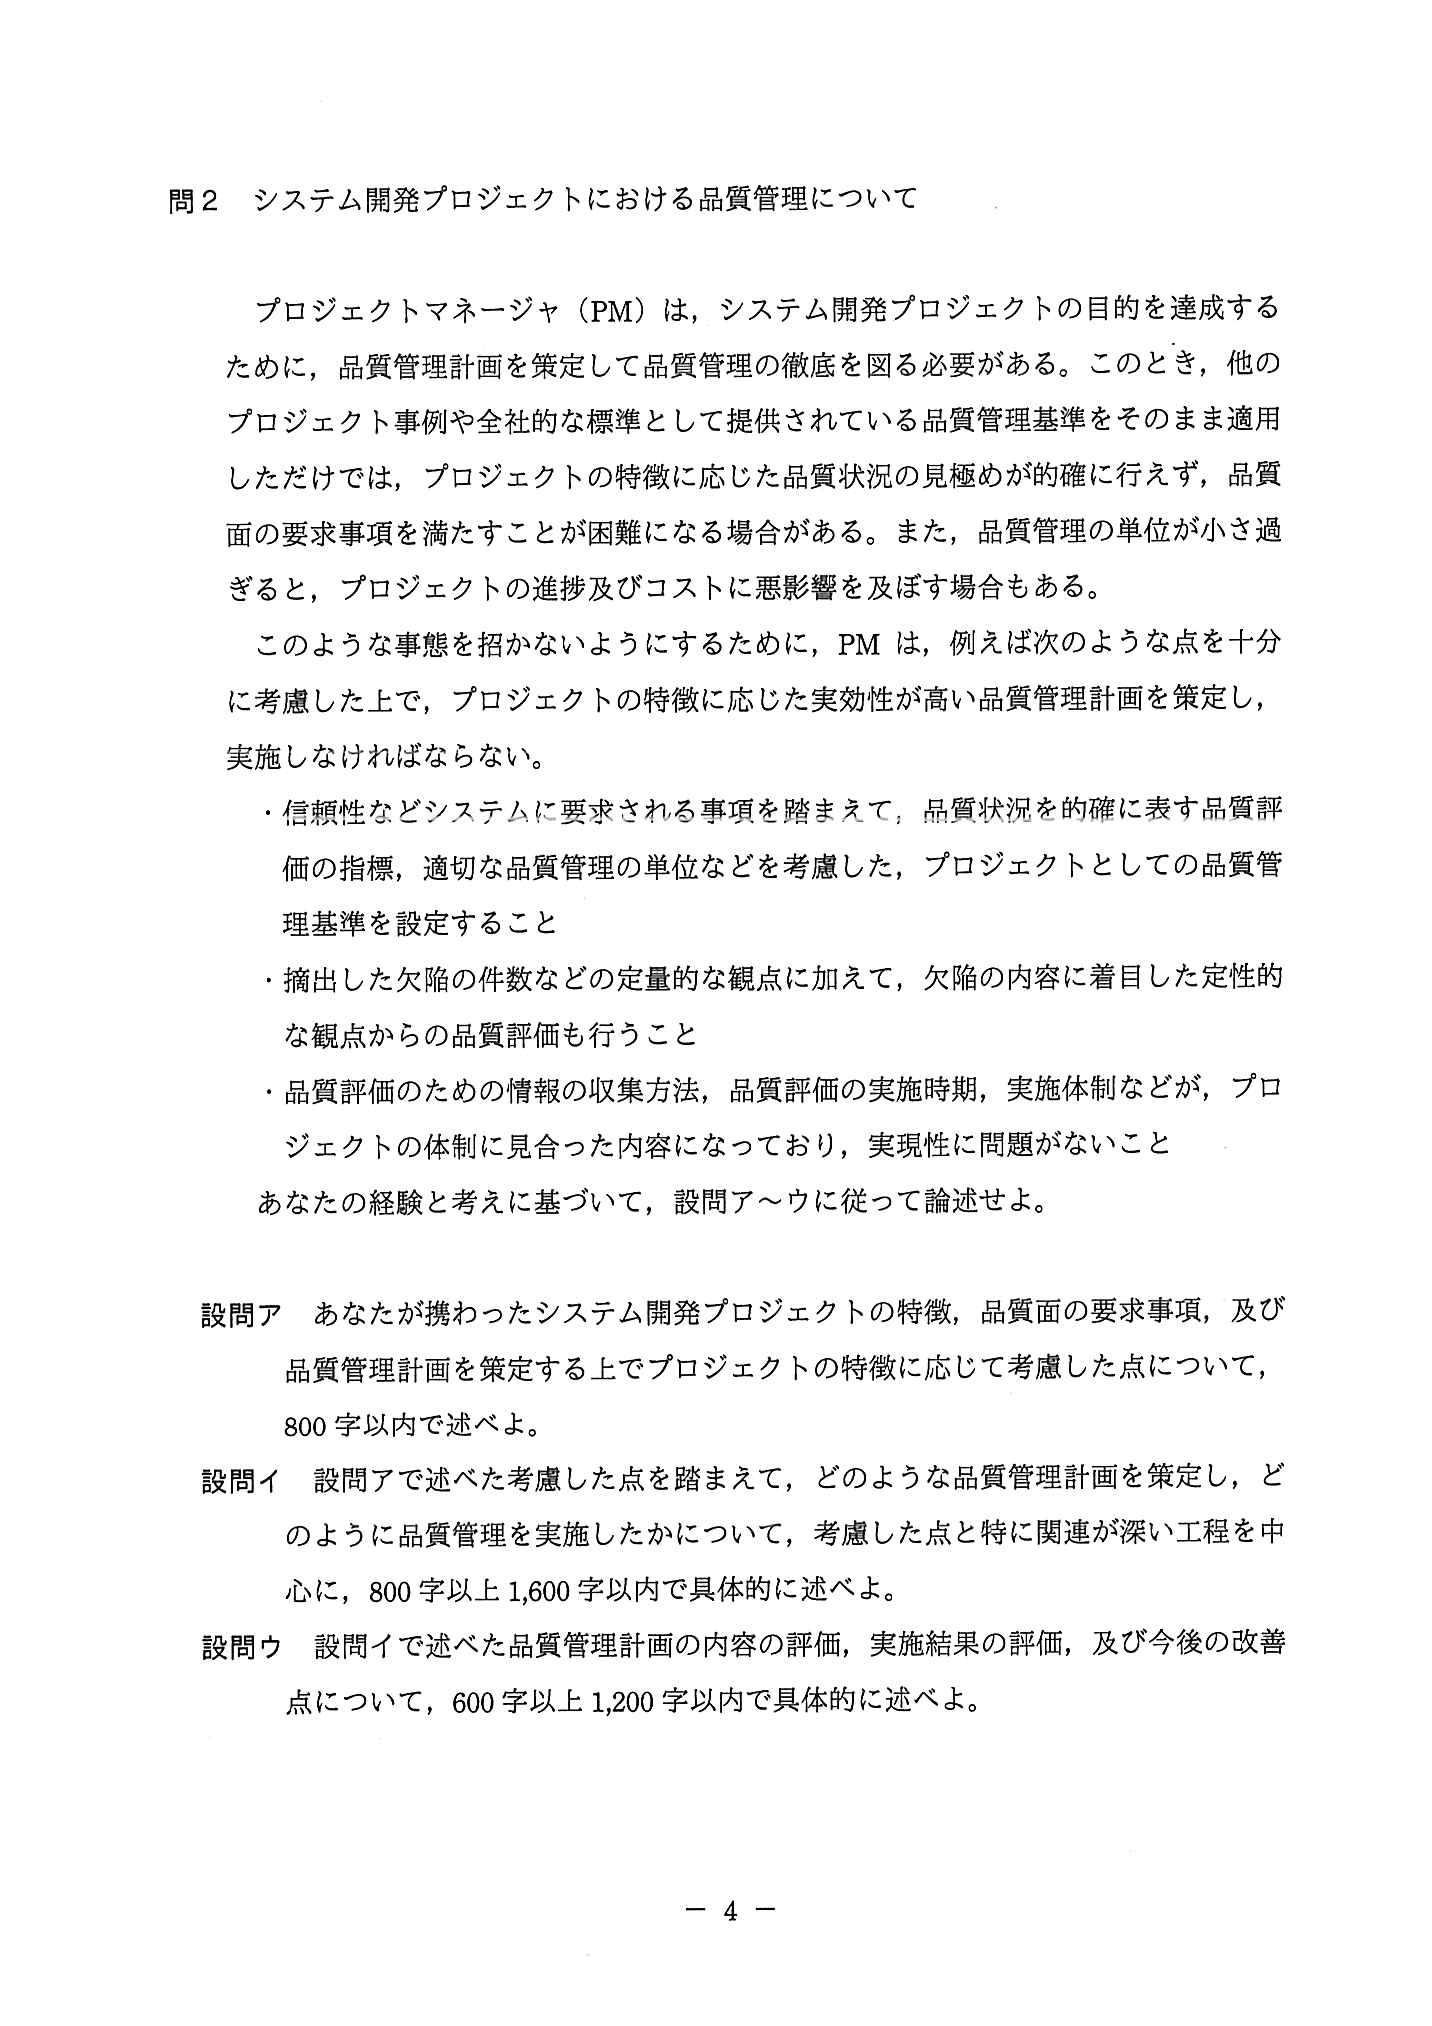 問２　システム開発プロジェクトにおける品質管理について
プロジェクトマネージャ（PM）は，システム開発プロジェクトの目的を達成する
ために，品質管理計画を策定して品質管理の徹底を図る必要がある。このとき，他の
プロジェクト事例や全社的な標準として提供されている品質管理基準をそのまま適用
しただけでは，プロジェクトの特徴に応じた品質状況の見極めが的確に行えず，品質
面の要求事項を満たすことが困難になる場合がある。また，品質管理の単位が小さ過
ぎると，プロジェクトの進捗及びコストに悪影響を及ぼす場合もある。
このような事態を招かないようにするために，PM は，例えば次のような点を十分
に考慮した上で，プロジェクトの特徴に応じた実効性が高い品質管理計画を策定し，
実施しなければならない。
・信頼性などシステムに要求される事項を踏まえて，品質状況を的確に表す品質評
価の指標，適切な品質管理の単位などを考慮した，プロジェクトとしての品質管
理基準を設定すること
・摘出した欠陥の件数などの定量的な観点に加えて，欠陥の内容に着目した定性的
な観点からの品質評価も行うこと
・品質評価のための情報の収集方法，品質評価の実施時期，実施体制などが，プロ
ジェクトの体制に見合った内容になっており，実現性に問題がないこと
あなたの経験と考えに基づいて，設問ア～ウに従って論述せよ。
設問ア　あなたが携わったシステム開発プロジェクトの特徴，品質面の要求事項，及び
品質管理計画を策定する上でプロジェクトの特徴に応じて考慮した点について，
800 字以内で述べよ。
設問イ　設問アで述べた考慮した点を踏まえて，どのような品質管理計画を策定し，ど
のように品質管理を実施したかについて，考慮した点と特に関連が深い工程を中
心に，800 字以上 1,600 字以内で具体的に述べよ。
設問ウ　設問イで述べた品質管理計画の内容の評価，実施結果の評価，及び今後の改善
点について，600 字以上 1,200 字以内で具体的に述べよ。
－ 4 －